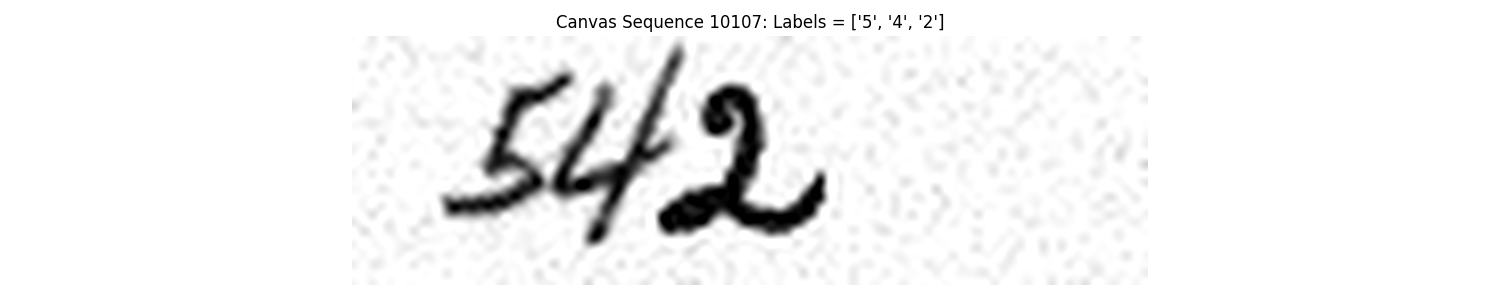 Canvas Sequence 10107: Labels = ['5', '4', '2']
542